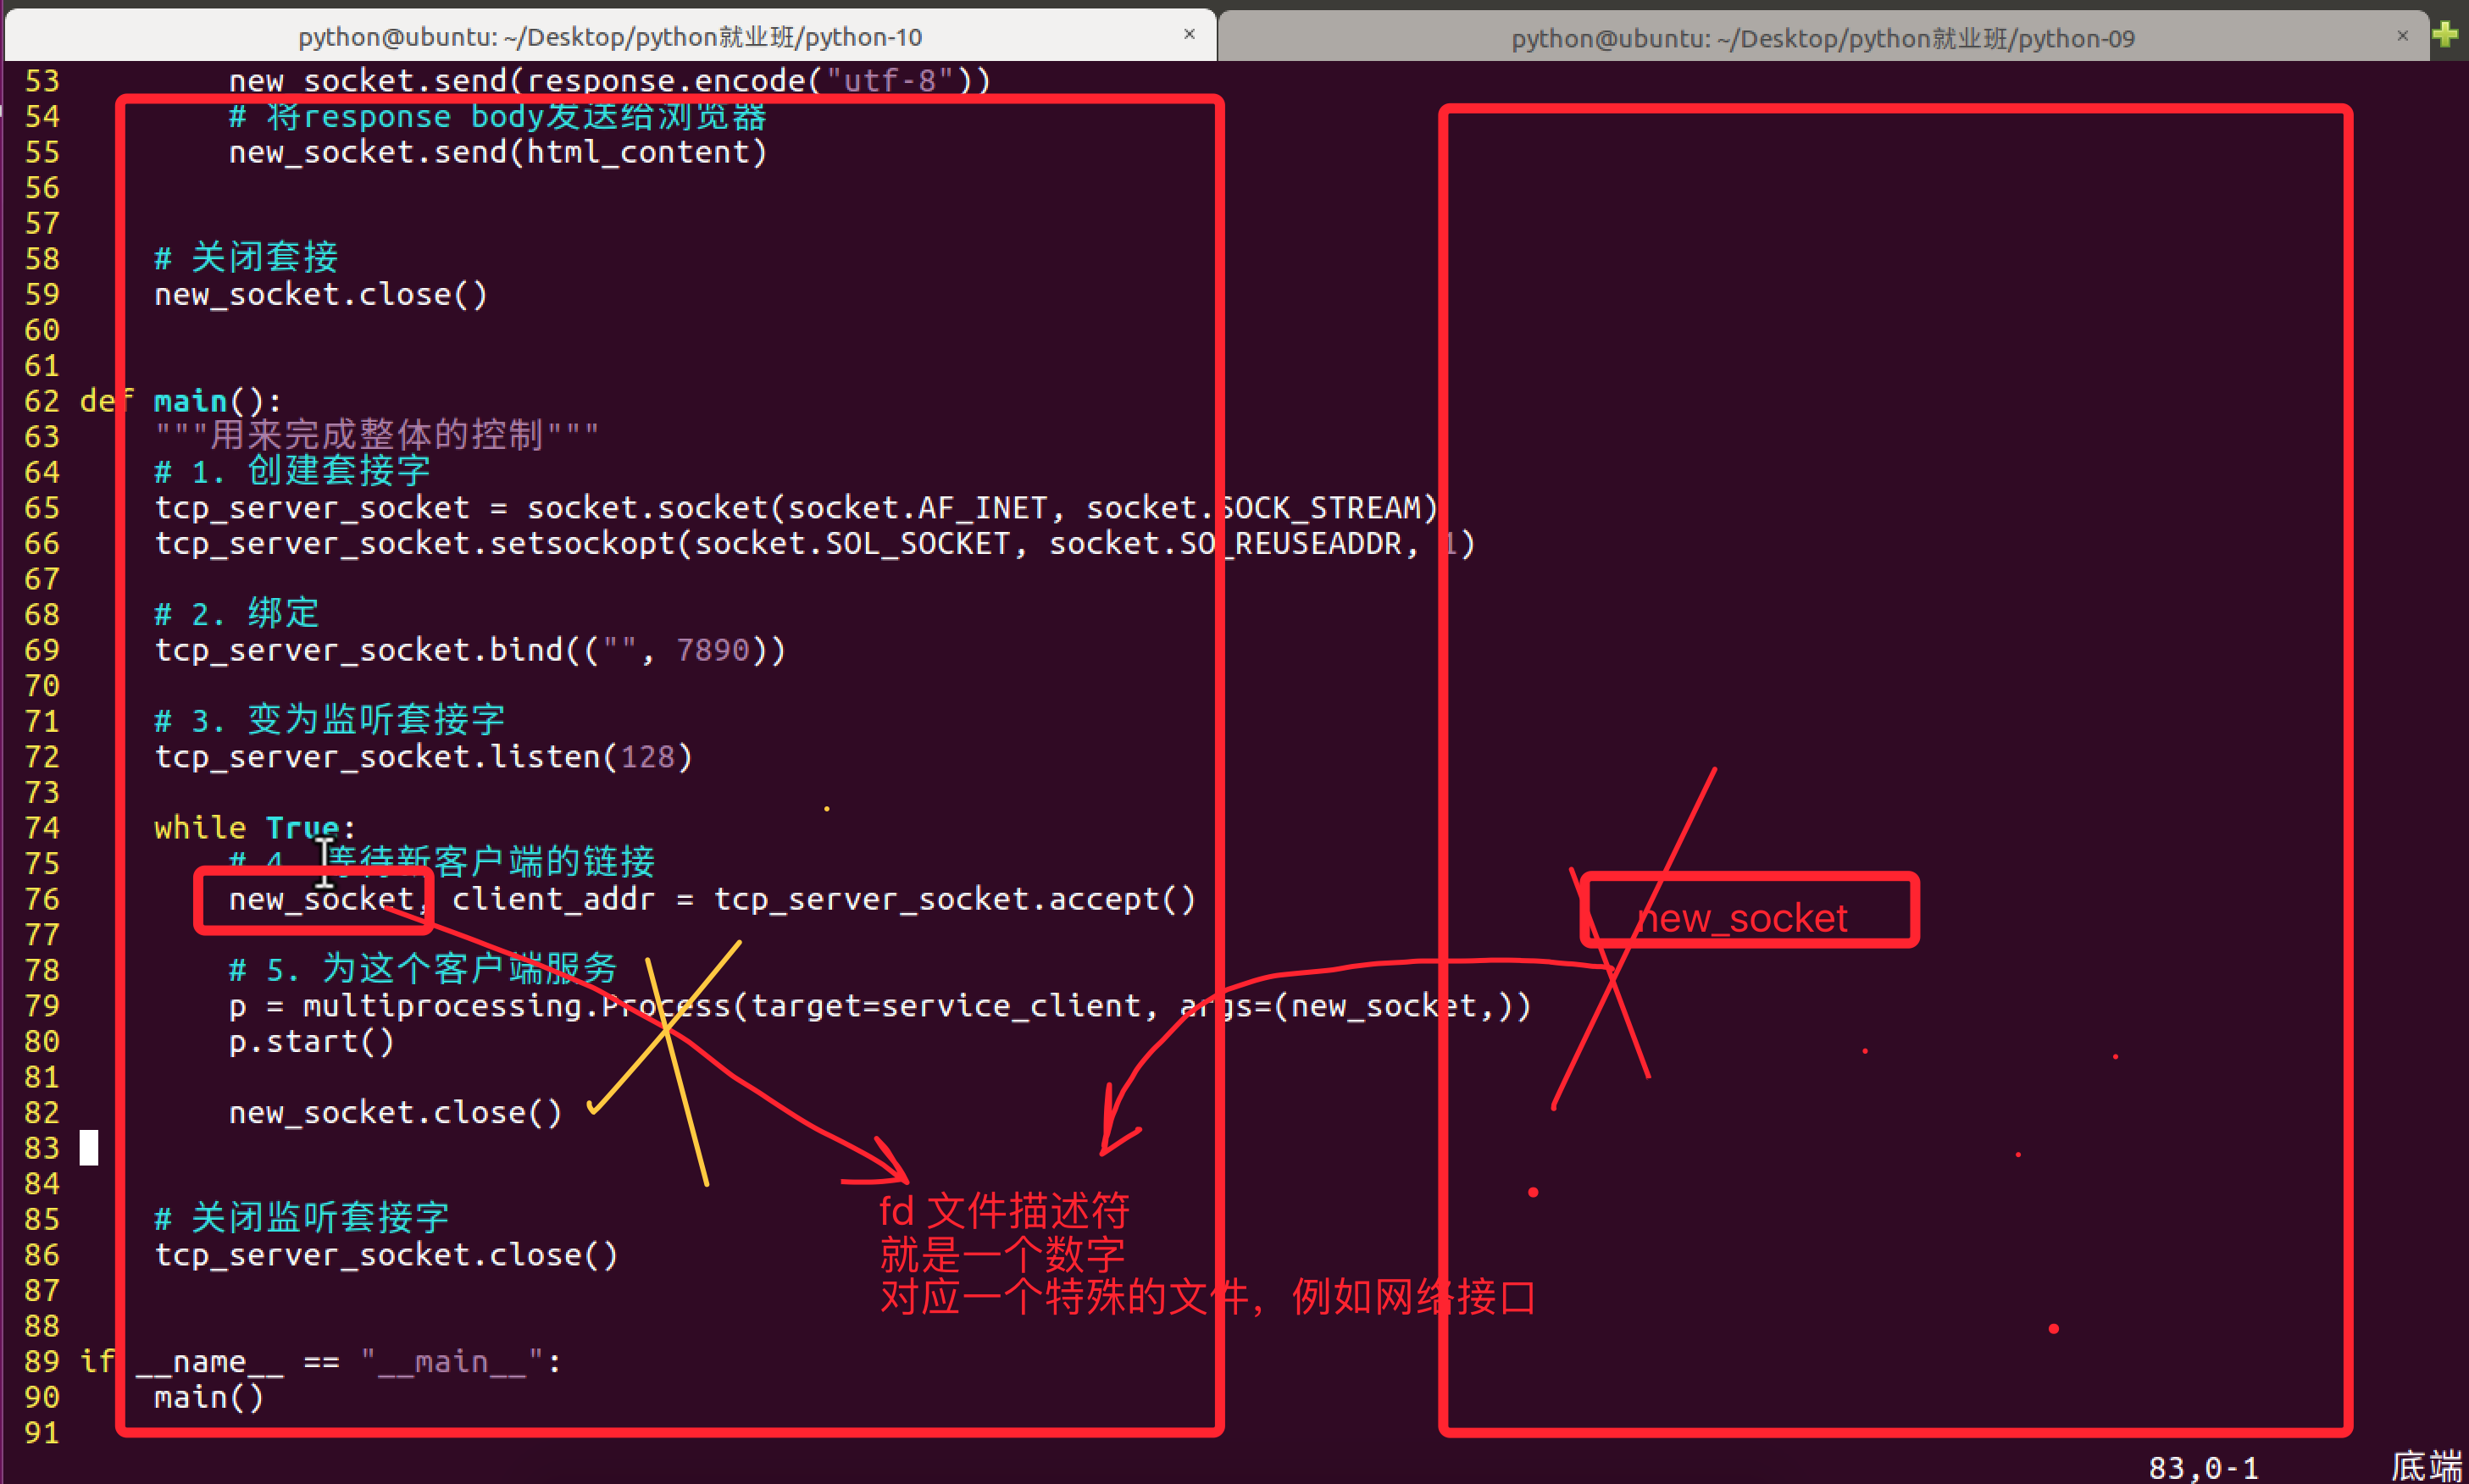 python@ubuntu: ~/Desktop/python就业班/python-10 ×
python@ubuntu: ~/Desktop/python就业班/python-09 ×
53 new_socket.send(response.encode("utf-8"))
54 # 将response body发送给浏览器
55 new_socket.send(html_content)
56
57
58 # 关闭套接
59 new_socket.close()
60
61
62 def main():
63 """用来完成整体的控制"""
64 # 1. 创建套接字
65 tcp_server_socket = socket.socket(socket.AF_INET, socket.SOCK_STREAM)
66 tcp_server_socket.setsockopt(socket.SOL_SOCKET, socket.SO_REUSEADDR, 1)
67
68 # 2. 绑定
69 tcp_server_socket.bind(("", 7890))
70
71 # 3. 变为监听套接字
72 tcp_server_socket.listen(128)
73
74 while True:
75 # 4. 等待新客户端的链接
76 new_socket, client_addr = tcp_server_socket.accept()
new_socket
77
78 # 5. 为这个客户端服务
79 p = multiprocessing.Process(target=service_client, args=(new_socket,))
80 p.start()
81
82 new_socket.close()
83
84
fd 文件描述符
85 # 关闭监听套接字
86 tcp_server_socket.close()
就是一个数字
87
对应一个特殊的文件，例如网络接口
88
89 if __name__ == "__main__":
90 main()
91
83,0-1 底端